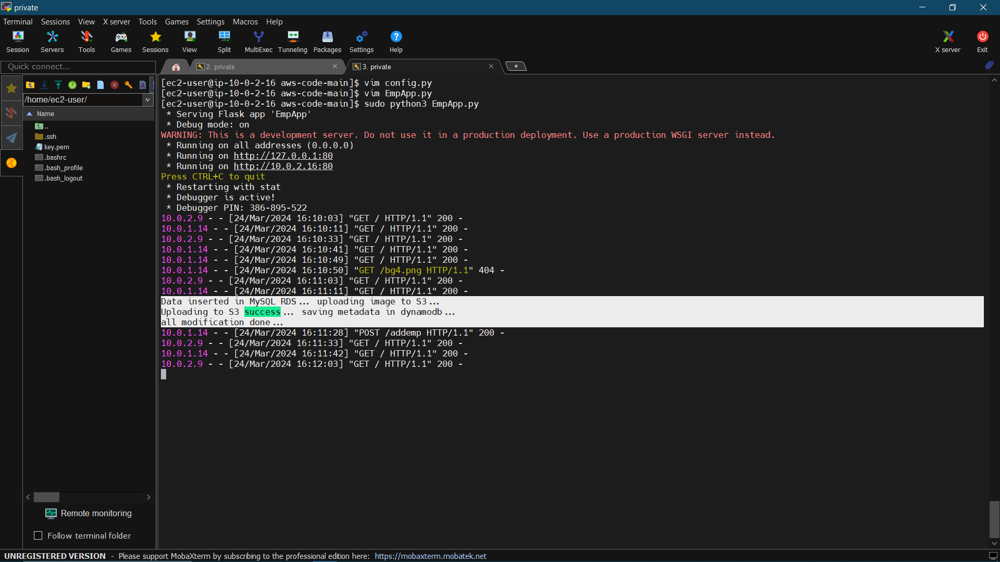 private
Terminal Sessions View X server Tools Games Settings Macros Help
Session Servers Tools Games Sessions View Split MultiExec Tunneling Packages Settings Help X server Exit
Quick connect...
2. private
3. private
/home/ec2-user/
Name
..
.ssh
key.pem
.bashrc
.bash_profile
.bash_logout
Remote monitoring
Follow terminal folder
[ec2-user@ip-10-0-2-16 aws-code-main]$ vim config.py
[ec2-user@ip-10-0-2-16 aws-code-main]$ vim EmpApp.py
[ec2-user@ip-10-0-2-16 aws-code-main]$ sudo python3 EmpApp.py
 * Serving Flask app 'EmpApp'
 * Debug mode: on
WARNING: This is a development server. Do not use it in a production deployment. Use a production WSGI server instead.
 * Running on all addresses (0.0.0.0)
 * Running on http://127.0.0.1:80
 * Running on http://10.0.2.16:80
Press CTRL+C to quit
 * Restarting with stat
 * Debugger is active!
 * Debugger PIN: 386-895-522
10.0.2.9 - - [24/Mar/2024 16:10:03] "GET / HTTP/1.1" 200 -
10.0.1.14 - - [24/Mar/2024 16:10:11] "GET / HTTP/1.1" 200 -
10.0.2.9 - - [24/Mar/2024 16:10:33] "GET / HTTP/1.1" 200 -
10.0.1.14 - - [24/Mar/2024 16:10:41] "GET / HTTP/1.1" 200 -
10.0.1.14 - - [24/Mar/2024 16:10:49] "GET / HTTP/1.1" 200 -
10.0.1.14 - - [24/Mar/2024 16:10:50] "GET /bg4.png HTTP/1.1" 404 -
10.0.2.9 - - [24/Mar/2024 16:11:03] "GET / HTTP/1.1" 200 -
10.0.1.14 - - [24/Mar/2024 16:11:11] "GET / HTTP/1.1" 200 -
Data inserted in MySQL RDS... uploading image to S3...
Uploading to S3 success... saving metadata in dynamodb...
all modification done...
10.0.1.14 - - [24/Mar/2024 16:11:28] "POST /addemp HTTP/1.1" 200 -
10.0.2.9 - - [24/Mar/2024 16:11:33] "GET / HTTP/1.1" 200 -
10.0.1.14 - - [24/Mar/2024 16:11:42] "GET / HTTP/1.1" 200 -
10.0.2.9 - - [24/Mar/2024 16:12:03] "GET / HTTP/1.1" 200 -
UNREGISTERED VERSION - Please support MobaXterm by subscribing to the professional edition here: https://mobaxterm.mobatek.net